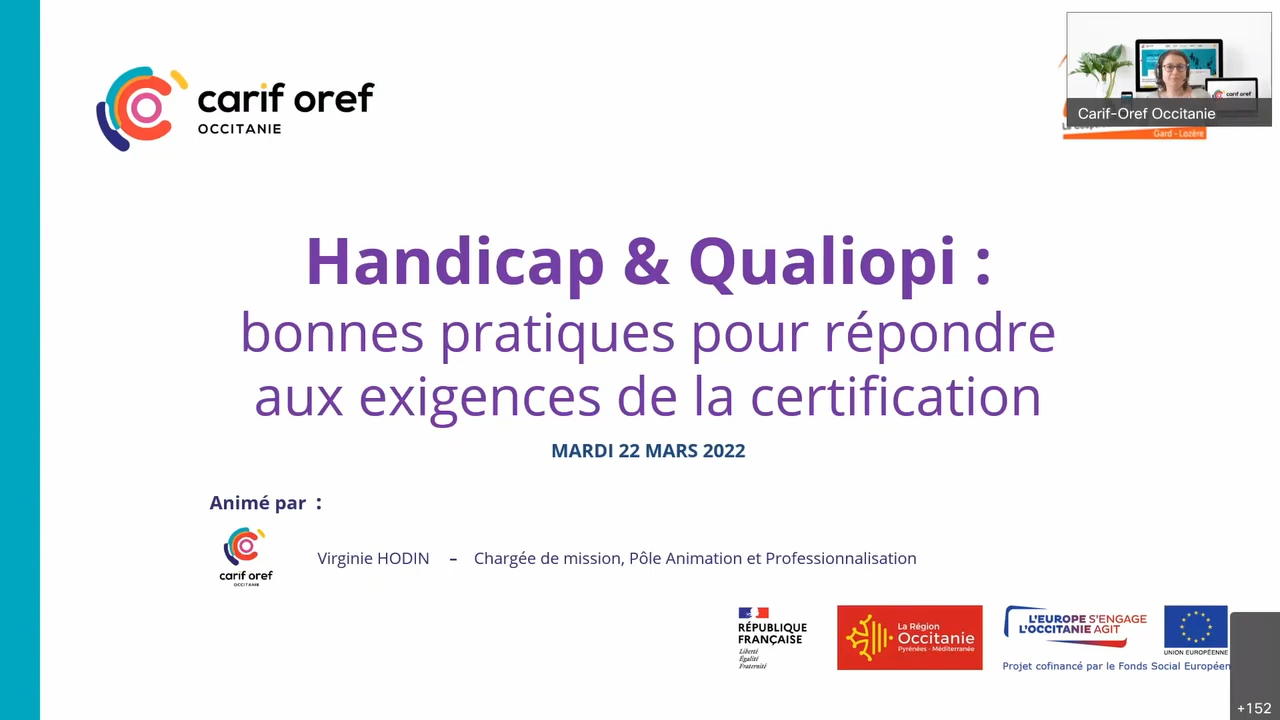 carif oref
OCCITANIE
carif oref
Carif-Oref Occitanie
Gard - Lozère
Handicap & Qualiopi :
bonnes pratiques pour répondre
aux exigences de la certification
MARDI 22 MARS 2022
Animé par :
carif oref
OCCITANIE
Virginie HODIN – Chargée de mission, Pôle Animation et Professionnalisation
RÉPUBLIQUE
FRANÇAISE
Liberté
Égalité
Fraternité
La Région
Occitanie
Pyrénées - Méditerranée
L'EUROPE S'ENGAGE
L'OCCITANIE AGIT
UNION EUROPÉENNE
Projet cofinancé par le Fonds Social Européen
+152